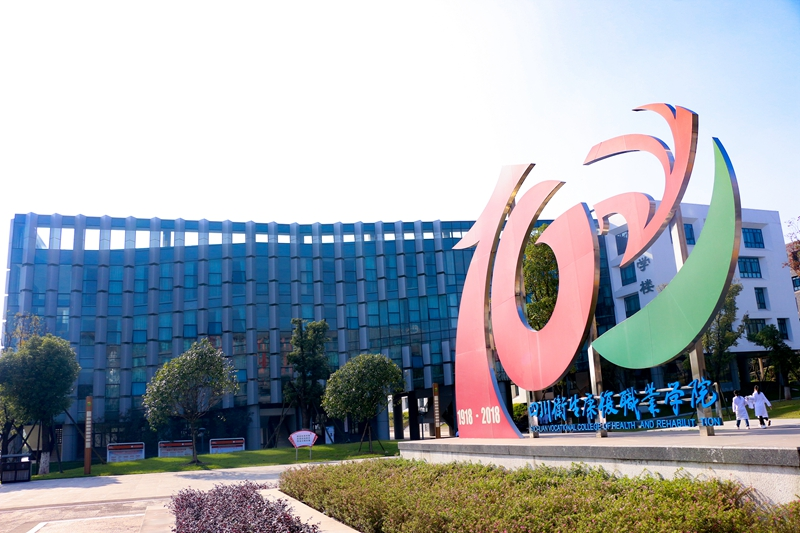 学楼
1918 - 2018
四川卫生康复职业学院
SICHUAN VOCATIONAL COLLEGE OF HEALTH AND REHABILITATION